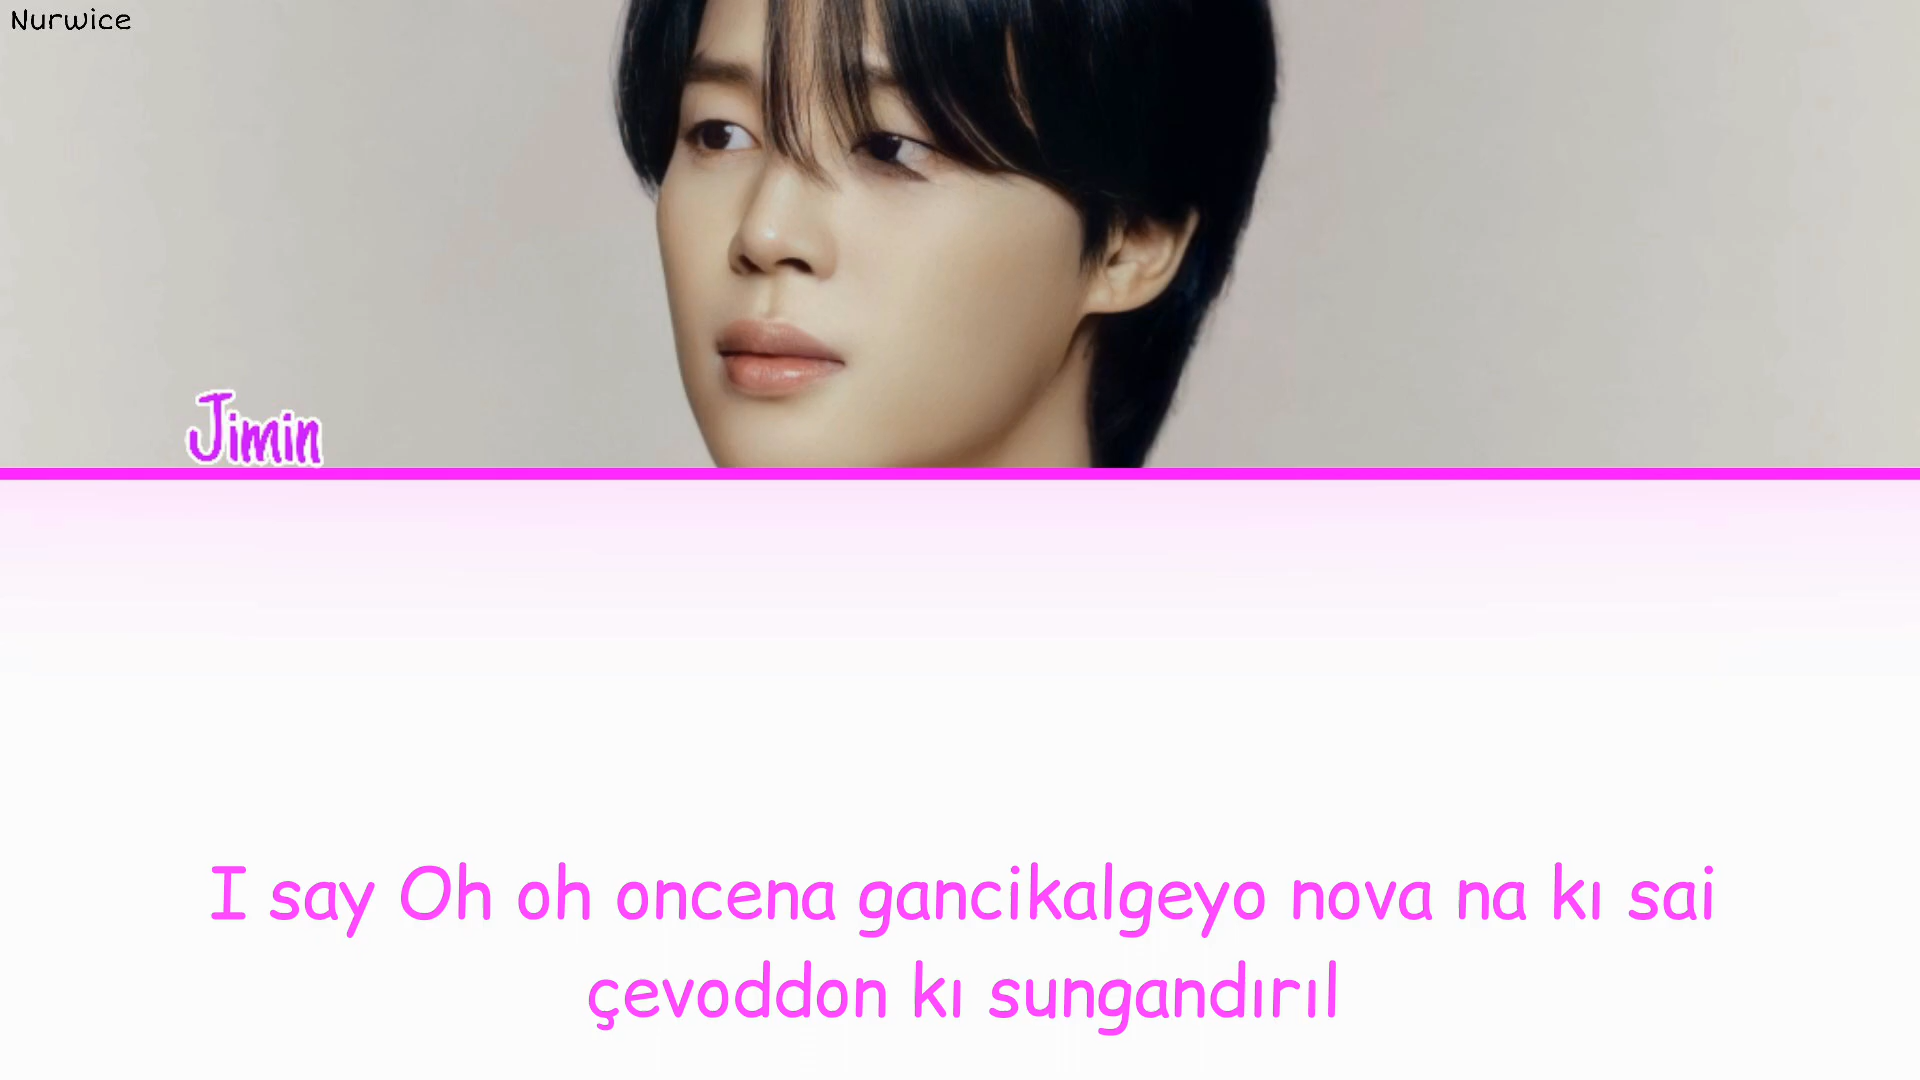 Nurwice
Jimin
I say Oh oh oncena gancikalgeyo nova na kı sai
çevoddon kı sungandırıl